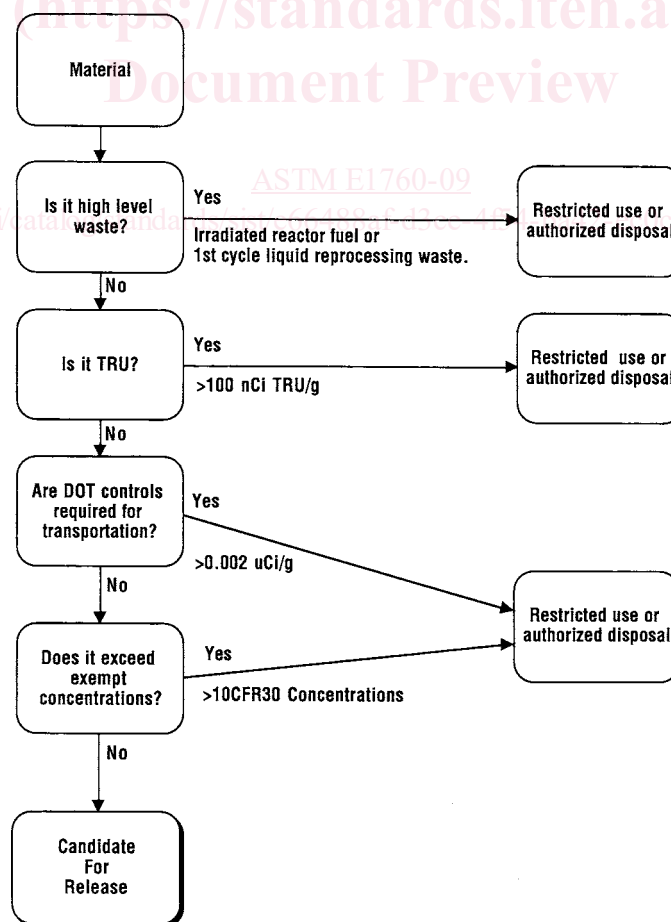 (https://standards.iteh.a
Document Preview
Material
ASTM E1760-09
Is it high level
waste?
Yes
Irradiated reactor fuel or
1st cycle liquid reprocessing waste.
Restricted use or
authorized disposal
No
Is it TRU?
Yes
>100 nCi TRU/g
Restricted use or
authorized disposal
No
Are DOT controls
required for
transportation?
Yes
>0.002 uCi/g
No
Restricted use or
authorized disposal
Does it exceed
exempt
concentrations?
Yes
>10CFR30 Concentrations
No
Candidate
For
Release